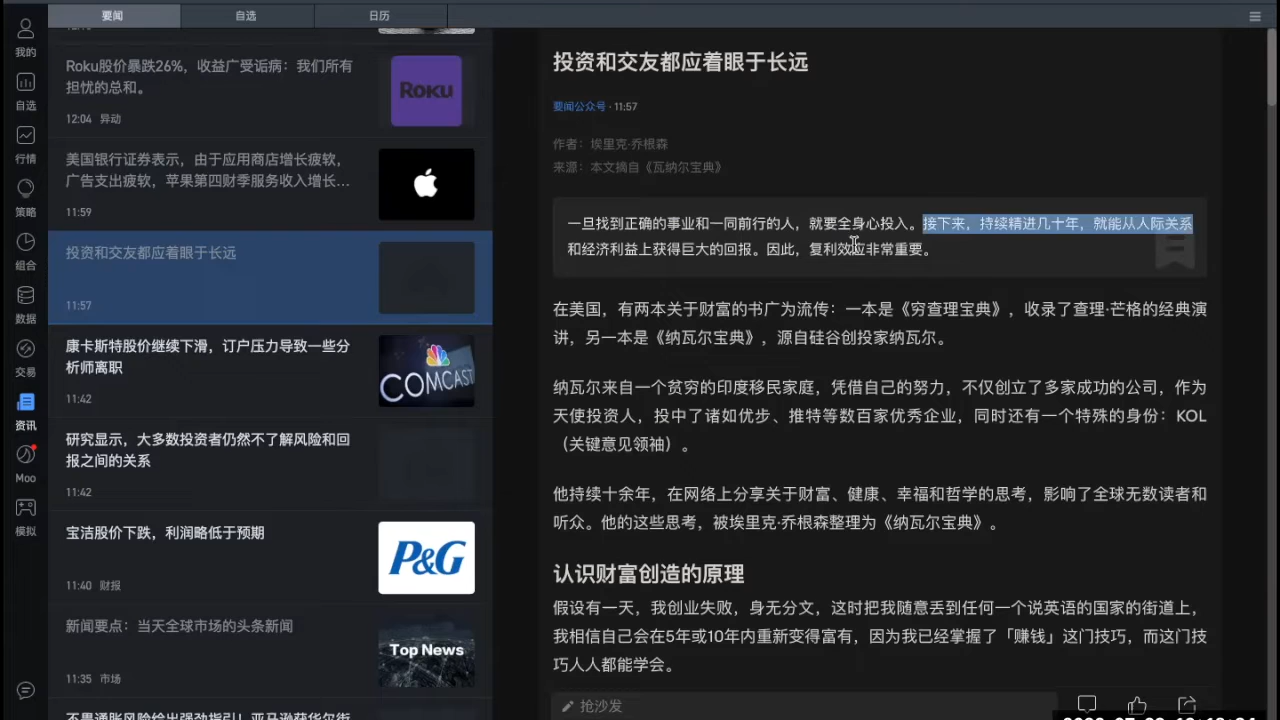 要闻
自选
日历
我的
自选
行情
策略
组合
数据
交易
资讯
Moo
模拟
Roku股价暴跌26%，收益广受诟病：我们所有
担忧的总和。
12:04 异动
Roku
美国银行证券表示，由于应用商店增长疲软，
广告支出疲软，苹果第四财季服务收入增长...
11:59
投资和交友都应着眼于长远
11:57
康卡斯特股价继续下滑，订户压力导致一些分
析师离职
11:42
COMCAST
研究显示，大多数投资者仍然不了解风险和回
报之间的关系
11:42
宝洁股价下跌，利润略低于预期
11:40 财报
P&G
新闻要点：当天全球市场的头条新闻
11:35 市场
Top News
投资和交友都应着眼于长远
要闻公众号 · 11:57
作者：埃里克·乔根森
来源：本文摘自《瓦纳尔宝典》
一旦找到正确的事业和一同前行的人，就要全身心投入。接下来，持续精进几十年，就能从人际关系
和经济利益上获得巨大的回报。因此，复利效应非常重要。
在美国，有两本关于财富的书广为流传：一本是《穷查理宝典》，收录了查理·芒格的经典演
讲，另一本是《纳瓦尔宝典》，源自硅谷创投家纳瓦尔。
纳瓦尔来自一个贫穷的印度移民家庭，凭借自己的努力，不仅创立了多家成功的公司，作为
天使投资人，投中了诸如优步、推特等数百家优秀企业，同时还有一个特殊的身份：KOL
（关键意见领袖）。
他持续十余年，在网络上分享关于财富、健康、幸福和哲学的思考，影响了全球无数读者和
听众。他的这些思考，被埃里克·乔根森整理为《纳瓦尔宝典》。
认识财富创造的原理
假设有一天，我创业失败，身无分文，这时把我随意丢到任何一个说英语的国家的街道上，
我相信自己会在5年或10年内重新变得富有，因为我已经掌握了「赚钱」这门技巧，而这门技
巧人人都能学会。
抢沙发